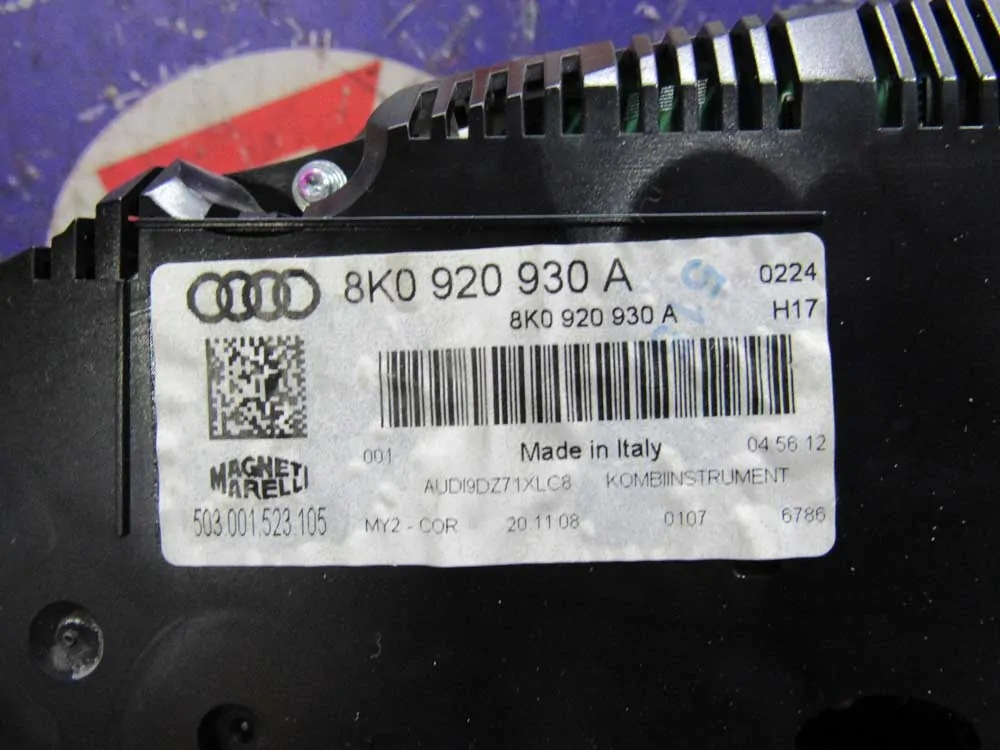 8K0 920 930 A
0224
8K0 920 930 A
H17
001
Made in Italy
04 56 12
MAGNETI
MARELLI
AUDI9DZ71XLC8 KOMBIINSTRUMENT
503.001.523.105
MY2 - COR
20.11.08
0107
6786